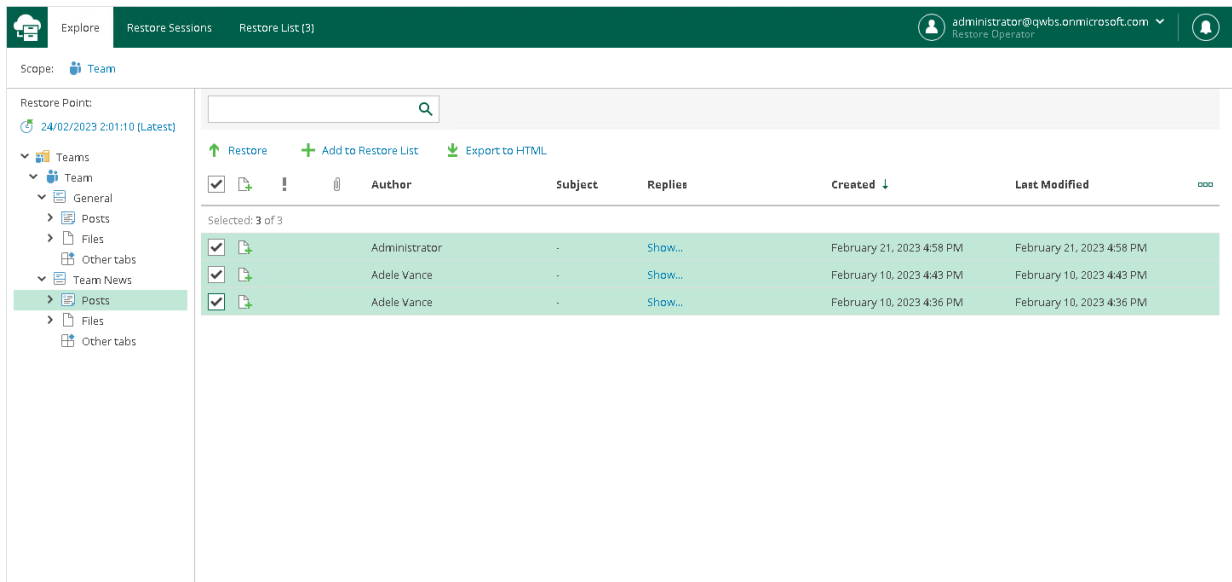 Explore Restore Sessions Restore List (3) administrator@qwbs.onmicrosoft.com
Restore Operator
Scope: Team
Restore Point:
24/02/2023 2:01:10 (Latest)
Teams
Team
General
Posts
Files
Other tabs
Team News
Posts
Files
Other tabs
Restore Add to Restore List Export to HTML
Author Subject Replies Created Last Modified
Selected: 3 of 3
Administrator - Show... February 21, 2023 4:58 PM February 21, 2023 4:58 PM
Adele Vance - Show... February 10, 2023 4:43 PM February 10, 2023 4:43 PM
Adele Vance - Show... February 10, 2023 4:36 PM February 10, 2023 4:36 PM